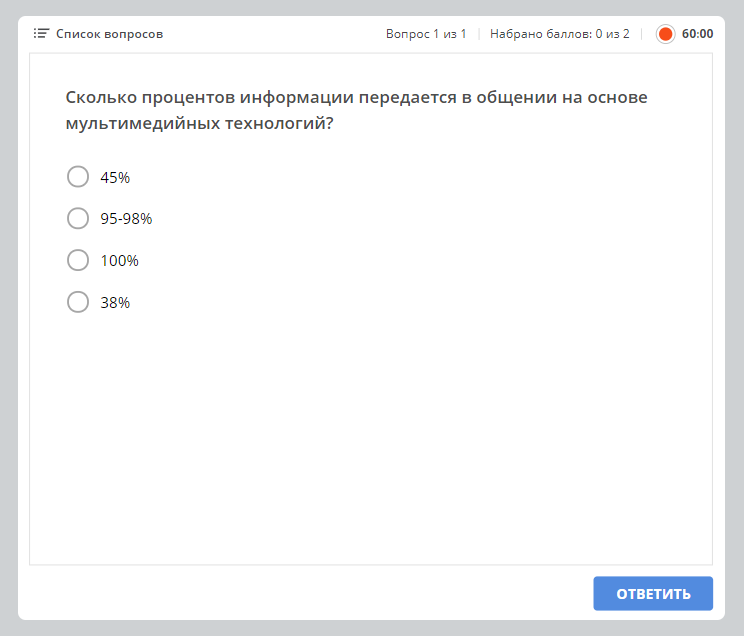 Список вопросов
Вопрос 1 из 1
Набрано баллов: 0 из 2
60:00
Сколько процентов информации передается в общении на основе
мультимедийных технологий?
45%
95-98%
100%
38%
ОТВЕТИТЬ